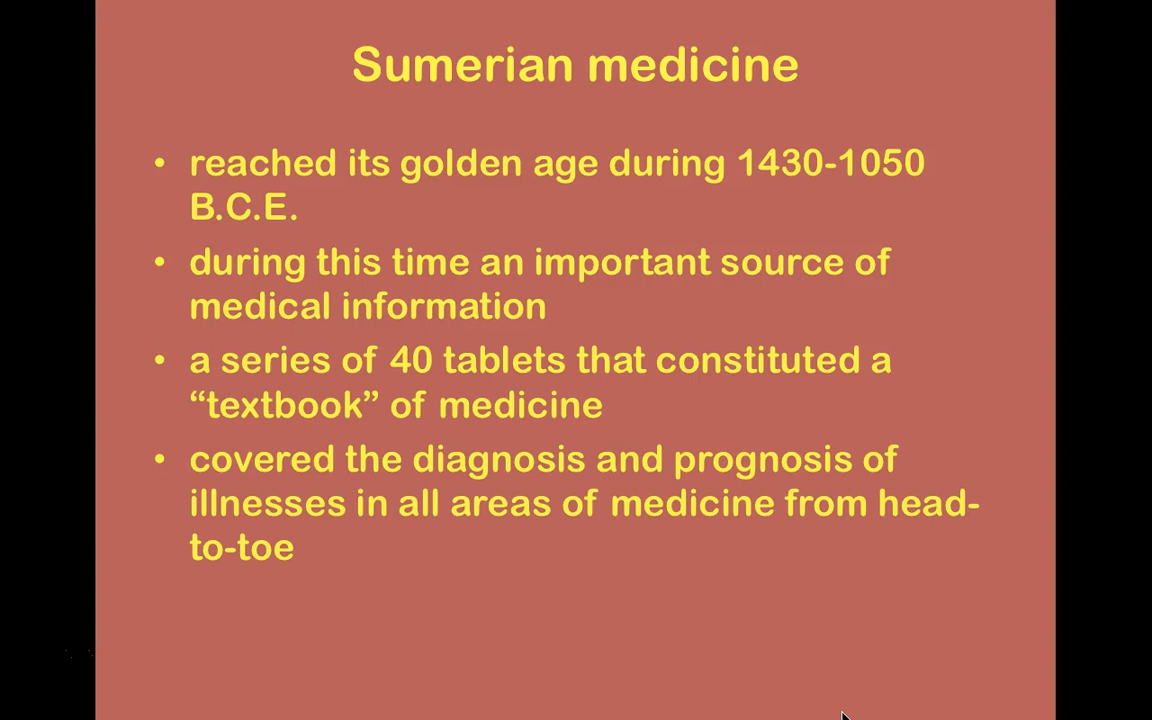 Sumerian medicine
• reached its golden age during 1430-1050
B.C.E.
• during this time an important source of
medical information
• a series of 40 tablets that constituted a
“textbook” of medicine
• covered the diagnosis and prognosis of
illnesses in all areas of medicine from head-
to-toe